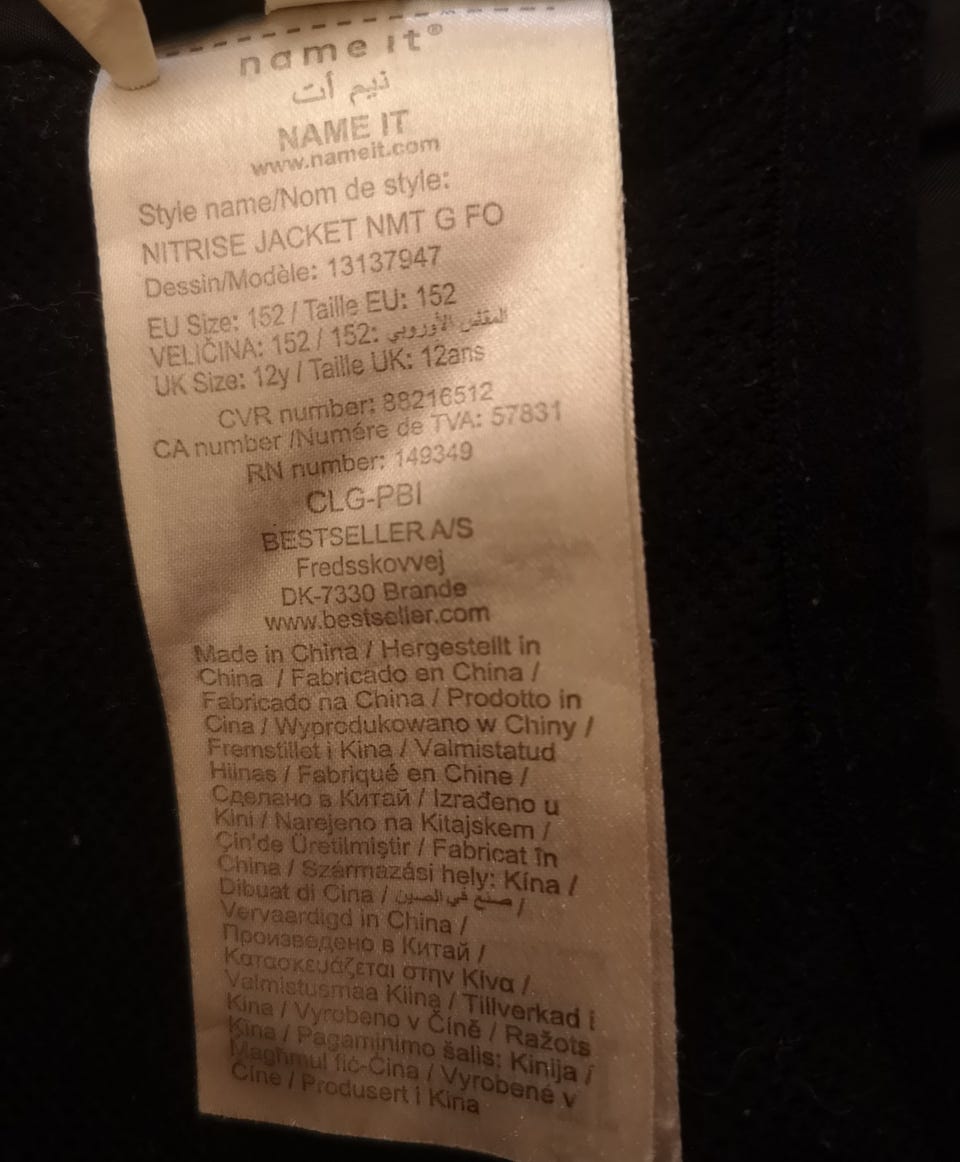 name it®
نيم أت
NAME IT
www.nameit.com
Style name/Nom de style:
NITRISE JACKET NMT G FO
Dessin/Modèle: 13137947
EU Size: 152 / Taille EU: 152
VELIČINA: 152 / 152: المقاس الأوروبي
UK Size: 12y / Taille UK: 12ans
CVR number: 88216512
CA number /Numére de TVA: 57831
RN number: 149349
CLG-PBI
BESTSELLER A/S
Fredsskovvej
DK-7330 Brande
www.bestseller.com
Made in China / Hergestellt in
China / Fabricado en China /
Fabricado na China / Prodotto in
Cina / Wyprodukowano w Chiny /
Fremstillet i Kina / Valmistatud
Hiinas / Fabriqué en Chine /
Сделано в Китай / Izrađeno u
Kini / Narejeno na Kitajskem /
Çin'de Üretilmiştir / Fabricat în
China / Származási hely: Kína /
Dibuat di Cina / صنع في الصين /
Vervaardigd in China /
Произведено в Китай /
Κατασκευάζεται στην Κίνα /
Valmistusmaa Kiina / Tillverkad i
Kina / Vyrobeno v Číně / Ražots
Ķīna / Pagaminimo šalis: Kinija /
Magħmul fiċ-Ċina / Vyrobené v
Číne / Produsert i Kina